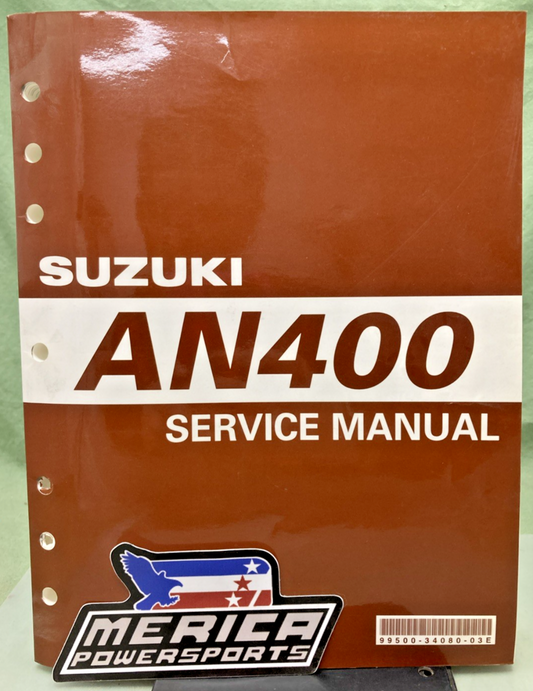 SUZUKI
AN400
SERVICE MANUAL
MERICA
POWERSPORTS
99500-34080-03E